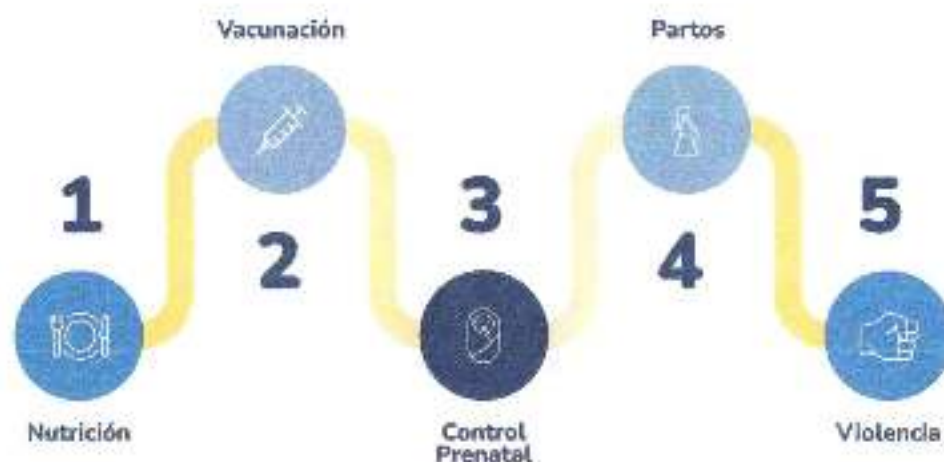 Vacunación
Partos
1
2
3
4
5
Nutrición
Control
Prenatal
Violencia